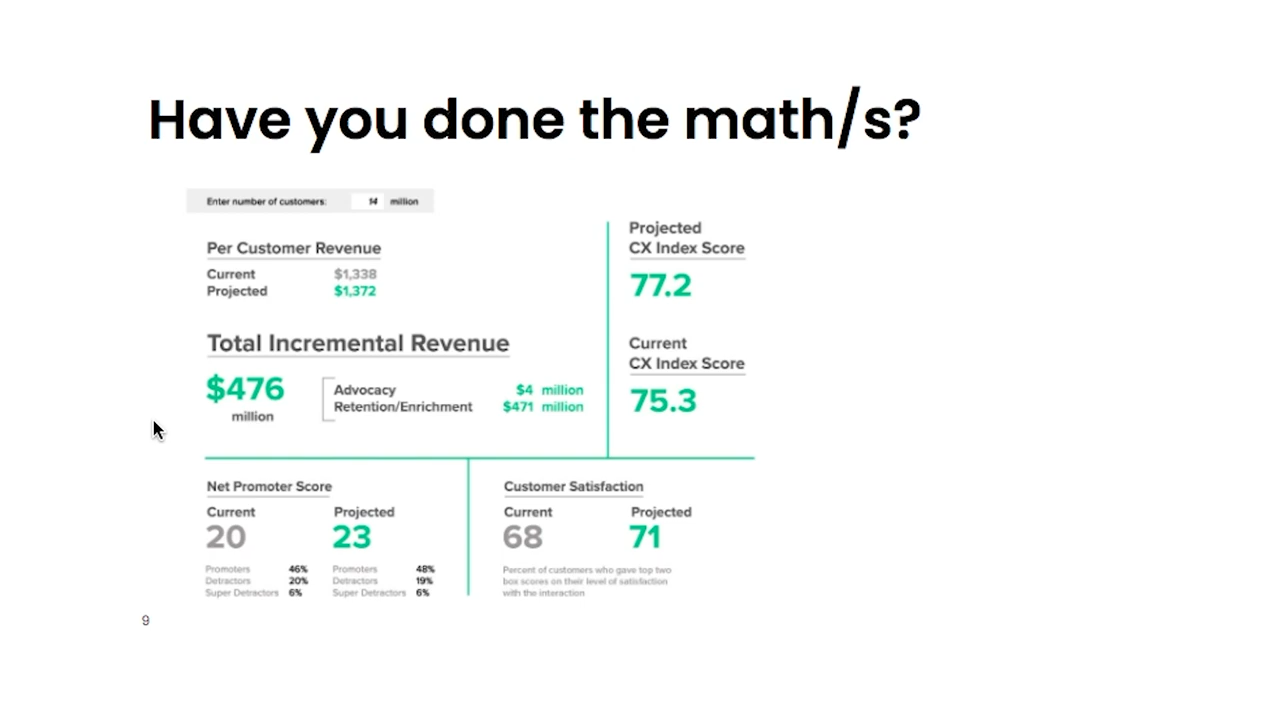 Have you done the math/s?
Enter number of customers: 14 million
Per Customer Revenue
Current $1,338
Projected $1,372
Total Incremental Revenue
$476
million
Advocacy $4 million
Retention/Enrichment $471 million
Projected
CX Index Score
77.2
Current
CX Index Score
75.3
Net Promoter Score
Current Projected
20 23
Promoters 46% Promoters 48%
Detractors 20% Detractors 19%
Super Detractors 6% Super Detractors 6%
Customer Satisfaction
Current Projected
68 71
Percent of customers who gave top two
box scores on their level of satisfaction
with the interaction
9